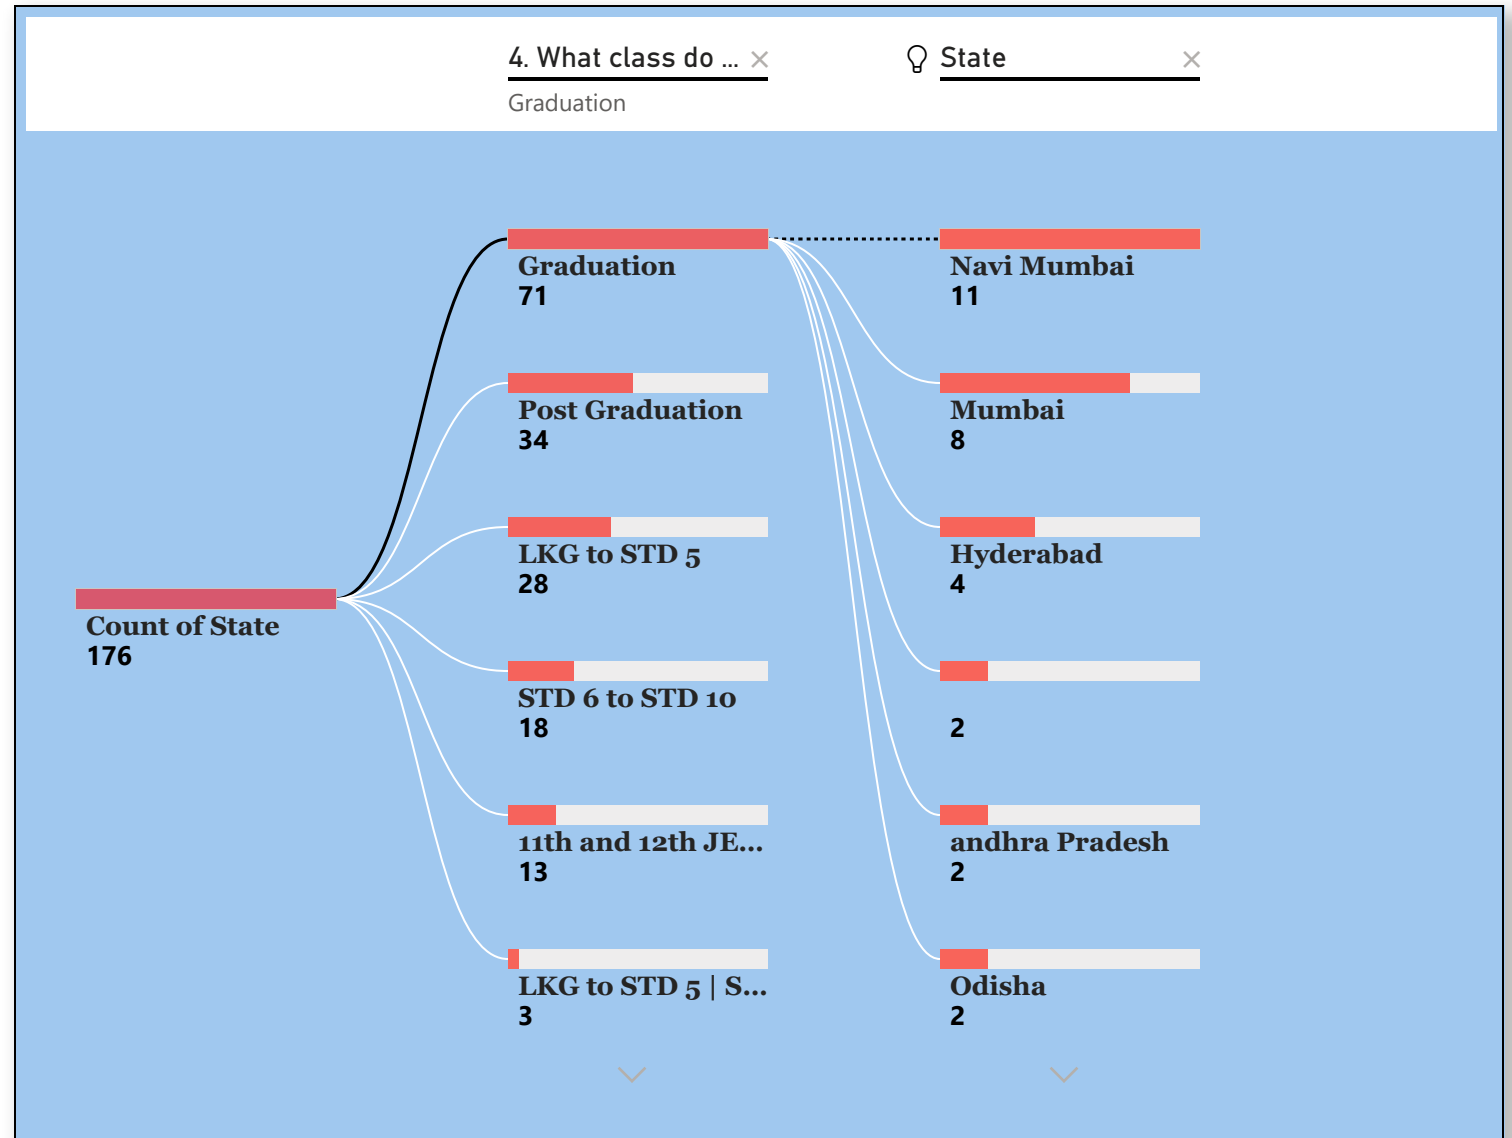 4. What class do ...
Graduation
State
Count of State
176
Graduation
71
Post Graduation
34
LKG to STD 5
28
STD 6 to STD 10
18
11th and 12th JE...
13
LKG to STD 5 | S...
3
Navi Mumbai
11
Mumbai
8
Hyderabad
4
2
andhra Pradesh
2
Odisha
2